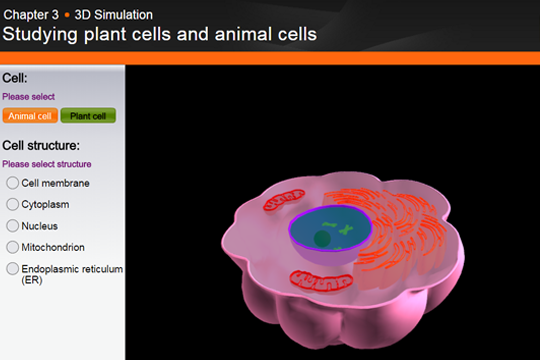 Chapter 3 • 3D Simulation
Studying plant cells and animal cells
Cell:
Please select
Animal cell Plant cell
Cell structure:
Please select structure
Cell membrane
Cytoplasm
Nucleus
Mitochondrion
Endoplasmic reticulum
(ER)